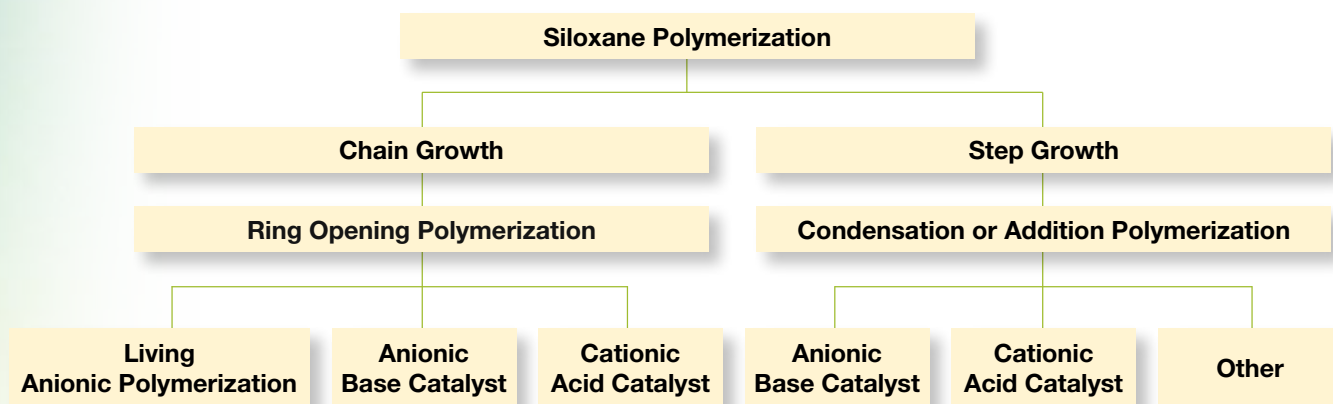 Siloxane Polymerization
Chain Growth
Step Growth
Ring Opening Polymerization
Condensation or Addition Polymerization
Living
Anionic Polymerization
Anionic
Base Catalyst
Cationic
Acid Catalyst
Anionic
Base Catalyst
Cationic
Acid Catalyst
Other